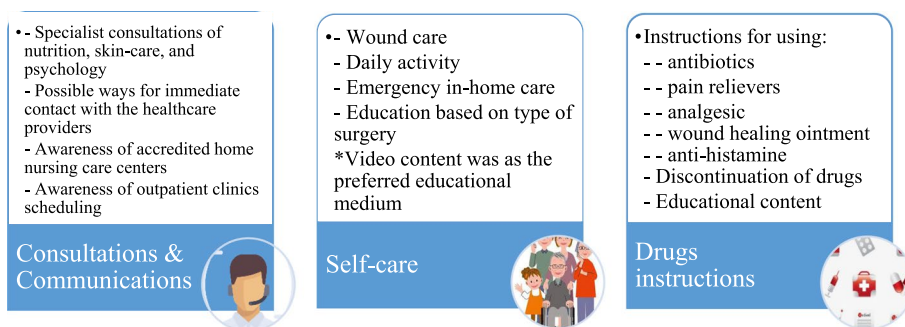 •- Specialist consultations of
nutrition, skin-care, and
psychology
- Possible ways for immediate
contact with the healthcare
providers
- Awareness of accredited home
nursing care centers
- Awareness of outpatient clinics
scheduling
Consultations &
Communications
•- Wound care
- Daily activity
- Emergency in-home care
- Education based on type of
surgery
*Video content was as the
preferred educational
medium
Self-care
•Instructions for using:
- - antibiotics
- - pain relievers
- - analgesic
- - wound healing ointment
- - anti-histamine
- Discontinuation of drugs
- Educational content
Drugs
instructions